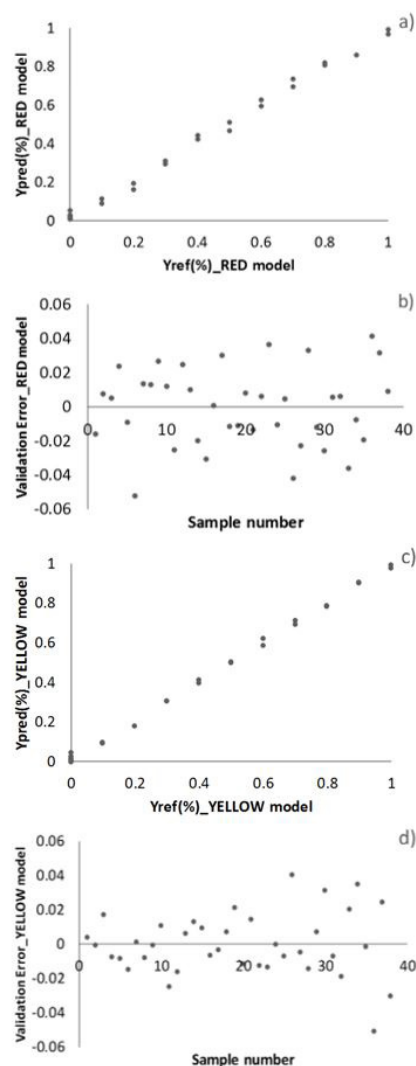 a)
Ypred(%)_RED model
1
0.8
0.6
0.4
0.2
0
0 0.2 0.4 0.6 0.8 1
Yref(%)_RED model
b)
Validation Error_RED model
0.06
0.04
0.02
0
-0.02
-0.04
-0.06
0 10 20 30 40
Sample number
c)
Ypred(%)_YELLOW model
1
0.8
0.6
0.4
0.2
0
0 0.2 0.4 0.6 0.8 1
Yref(%)_YELLOW model
d)
Validation Error_YELLOW model
0.06
0.04
0.02
0
-0.02
-0.04
-0.06
0 10 20 30 40
Sample number